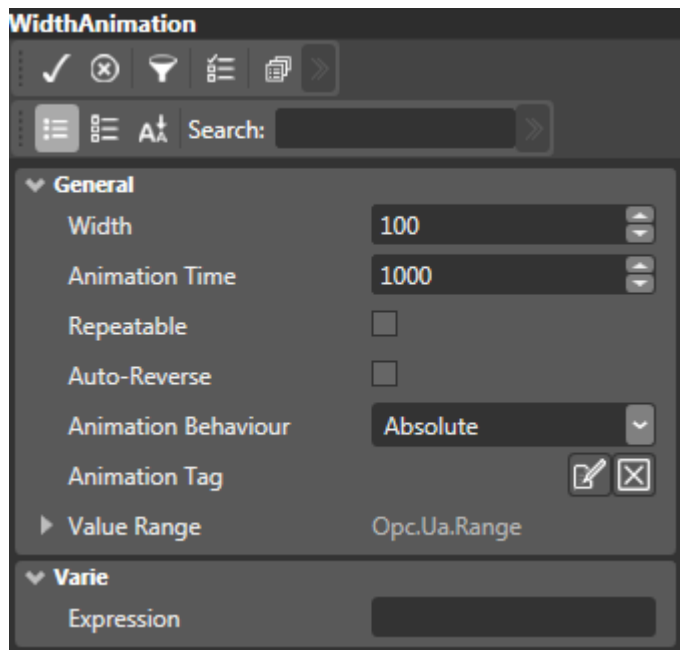 WidthAnimation
Search:
General
Width 100
Animation Time 1000
Repeatable
Auto-Reverse
Animation Behaviour Absolute
Animation Tag
Value Range Opc.Ua.Range
Varie
Expression